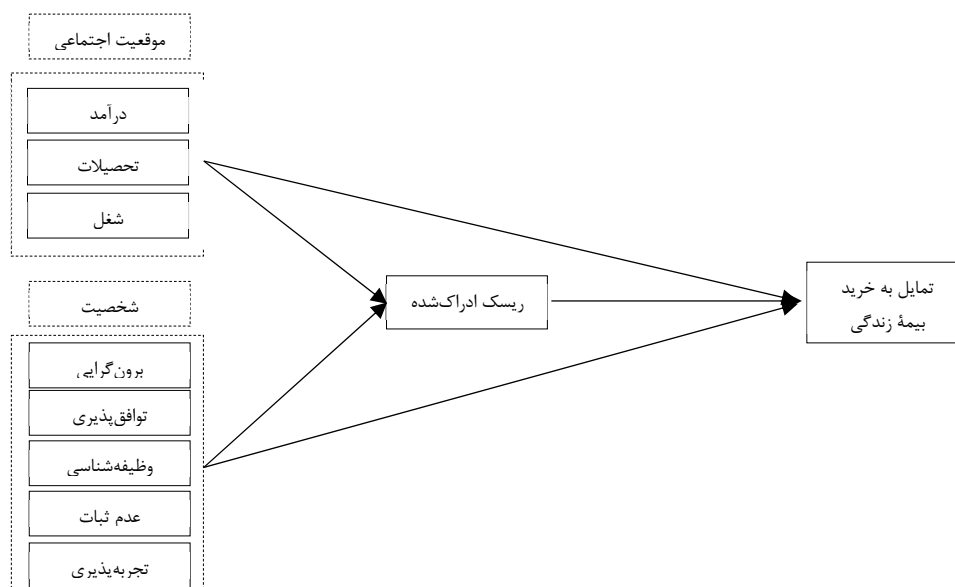 موقعیت اجتماعی
درآمد
تحصیلات
شغل
شخصیت
برون‌گرایی
توافق‌پذیری
وظیفه‌شناسی
عدم ثبات
تجربه‌پذیری
ریسک ادراک‌شده
تمایل به خرید
بیمۀ زندگی